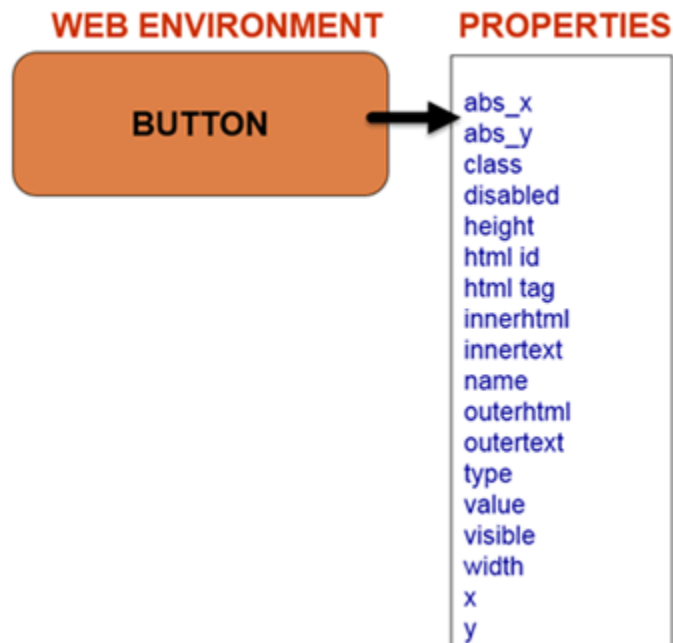 WEB ENVIRONMENT
BUTTON
PROPERTIES
abs_x
abs_y
class
disabled
height
html id
html tag
innerhtml
innertext
name
outerhtml
outertext
type
value
visible
width
x
y